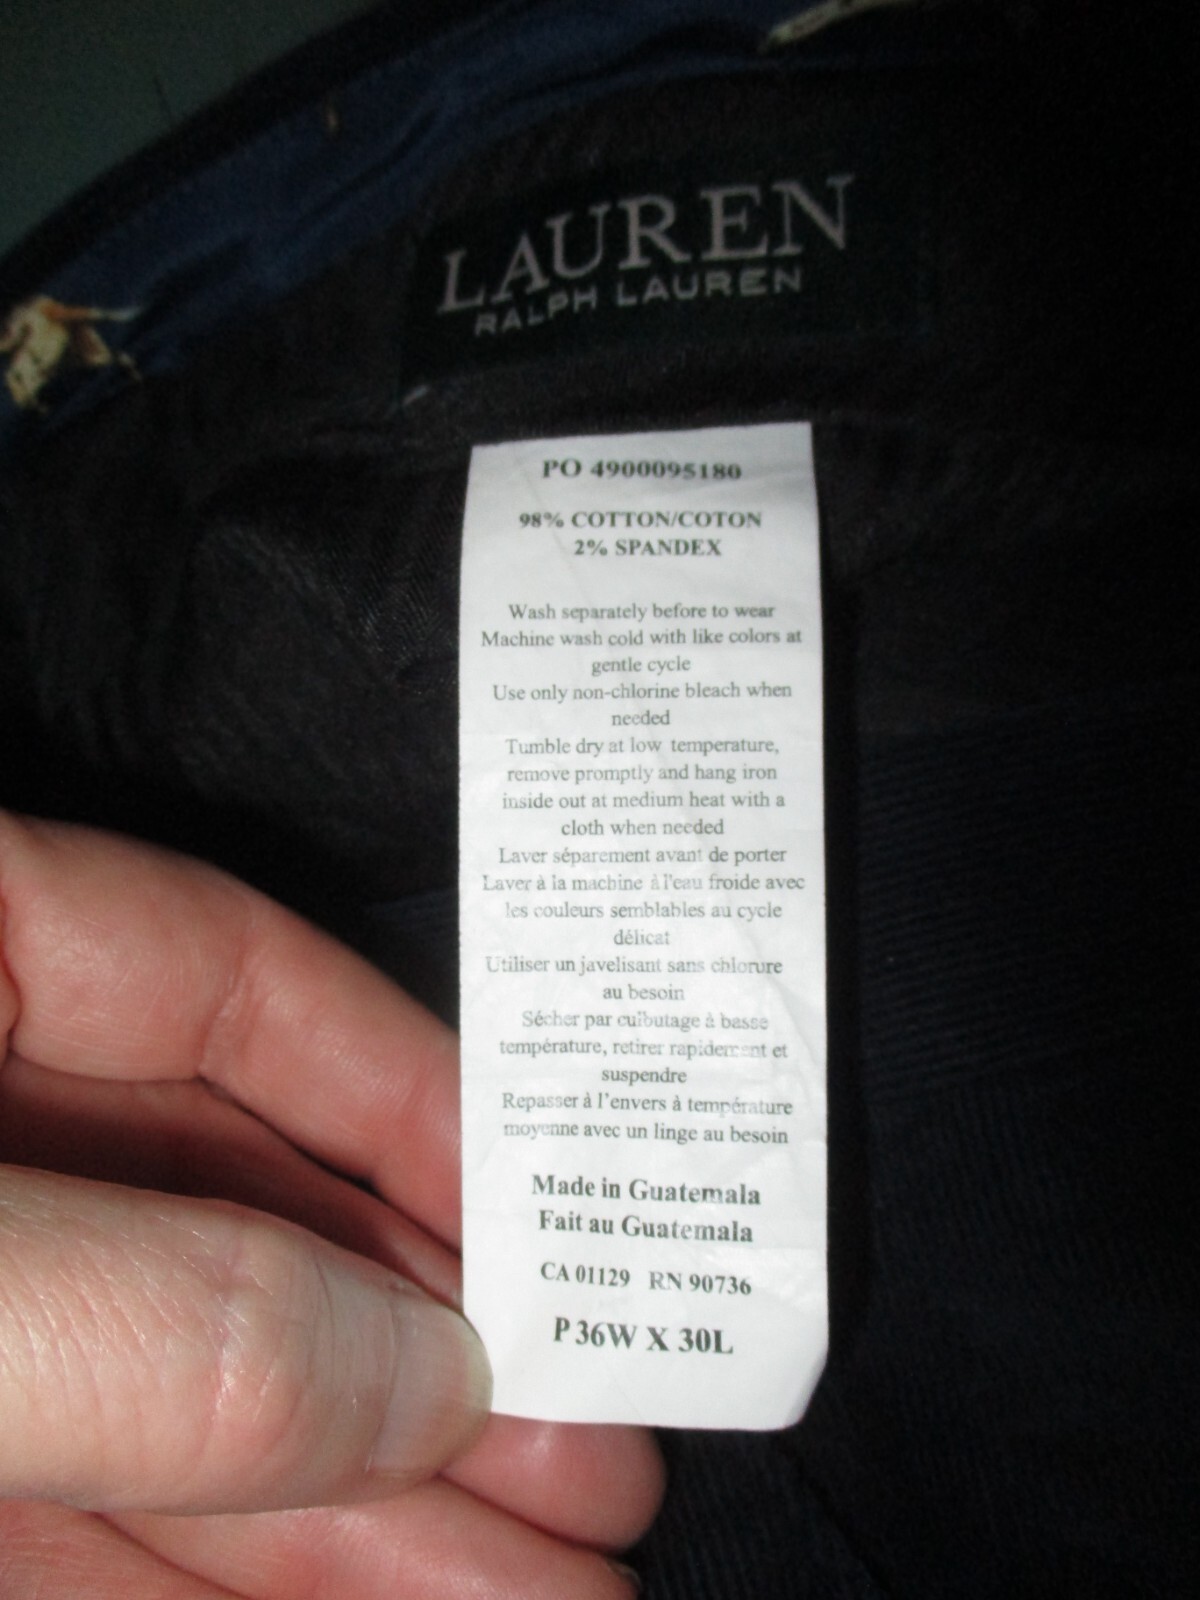 LAUREN
RALPH LAUREN
PO 4900095180
98% COTTON/COTON
2% SPANDEX
Wash separately before to wear
Machine wash cold with like colors at
gentle cycle
Use only non-chlorine bleach when
needed
Tumble dry at low temperature,
remove promptly and hang iron
inside out at medium heat with a
cloth when needed
Laver séparement avant de porter
Laver à la machine à l'eau froide avec
les couleurs semblables au cycle
délicat
Utiliser un javelisant sans chlorure
au besoin
Sécher par culbutage à basse
température, retirer rapidement et
suspendre
Repasser à l'envers à température
moyenne avec un linge au besoin
Made in Guatemala
Fait au Guatemala
CA 01129 RN 90736
P 36W X 30L